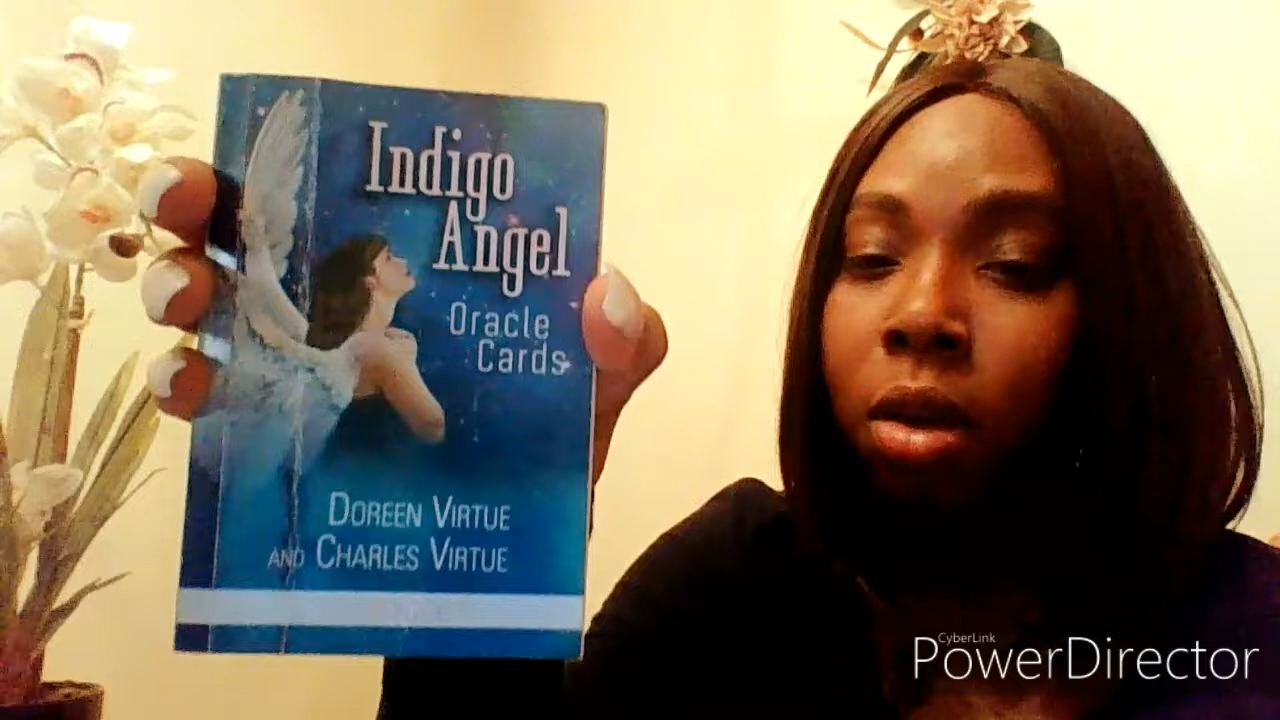 Indigo
Angel
Oracle
Cards
DOREEN VIRTUE
AND CHARLES VIRTUE
CyberLink
PowerDirector